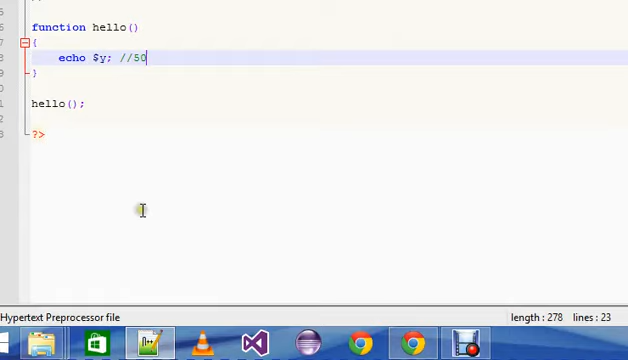 function hello()
{
echo $y; //50
}
hello();
?>
Hypertext Preprocessor file length : 278 lines : 23